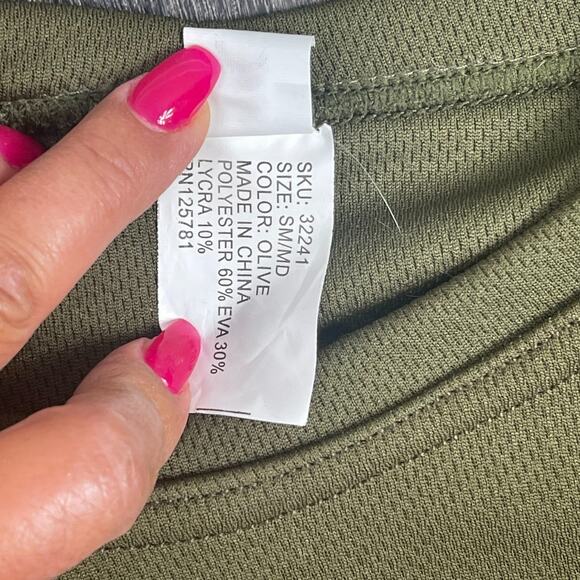 SKU: 32241
SIZE: SM/MD
COLOR: OLIVE
MADE IN CHINA
POLYESTER 60% EVA 30%
LYCRA 10%
RN125781